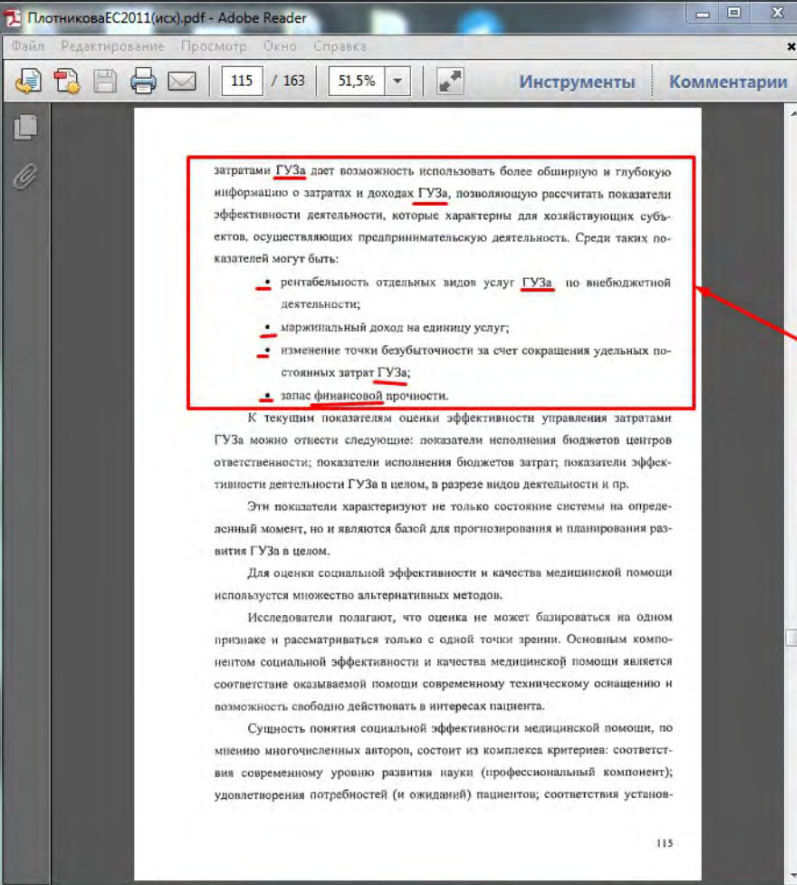 ПлотниковаЕС2011(исх).pdf - Adobe Reader
Файл Редактирование Просмотр Окно Справка
115 / 163 51,5% Инструменты Комментарии
затратами ГУЗа дает возможность использовать более обширную и глубокую
информацию о затратах и доходах ГУЗа, позволяющую рассчитать показатели
эффективности деятельности, которые характерны для хозяйствующих субъ-
ектов, осуществляющих предпринимательскую деятельность. Среди таких по-
казателей могут быть:
• рентабельность отдельных видов услуг ГУЗа по внебюджетной
деятельности;
• маржинальный доход на единицу услуг;
• изменение точки безубыточности за счет сокращения удельных по-
стоянных затрат ГУЗа;
• запас финансовой прочности.
К текущим показателям оценки эффективности управления затратами
ГУЗа можно отнести следующие: показатели исполнения бюджетов центров
ответственности; показатели исполнения бюджетов затрат; показатели эффек-
тивности деятельности ГУЗа в целом, в разрезе видов деятельности и пр.
Эти показатели характеризуют не только состояние системы на опреде-
ленный момент, но и являются базой для прогнозирования и планирования раз-
вития ГУЗа в целом.
Для оценки социальной эффективности и качества медицинской помощи
используется множество альтернативных методов.
Исследователи полагают, что оценка не может базироваться на одном
признаке и рассматриваться только с одной точки зрения. Основным компо-
нентом социальной эффективности и качества медицинской помощи является
соответствие оказываемой помощи современному техническому оснащению и
возможность свободно действовать в интересах пациента.
Сущность понятия социальной эффективности медицинской помощи, по
мнению многочисленных авторов, состоит из комплекса критериев: соответст-
вия современному уровню развития науки (профессиональный компонент);
удовлетворения потребностей (и ожиданий) пациентов; соответствия установ-
115